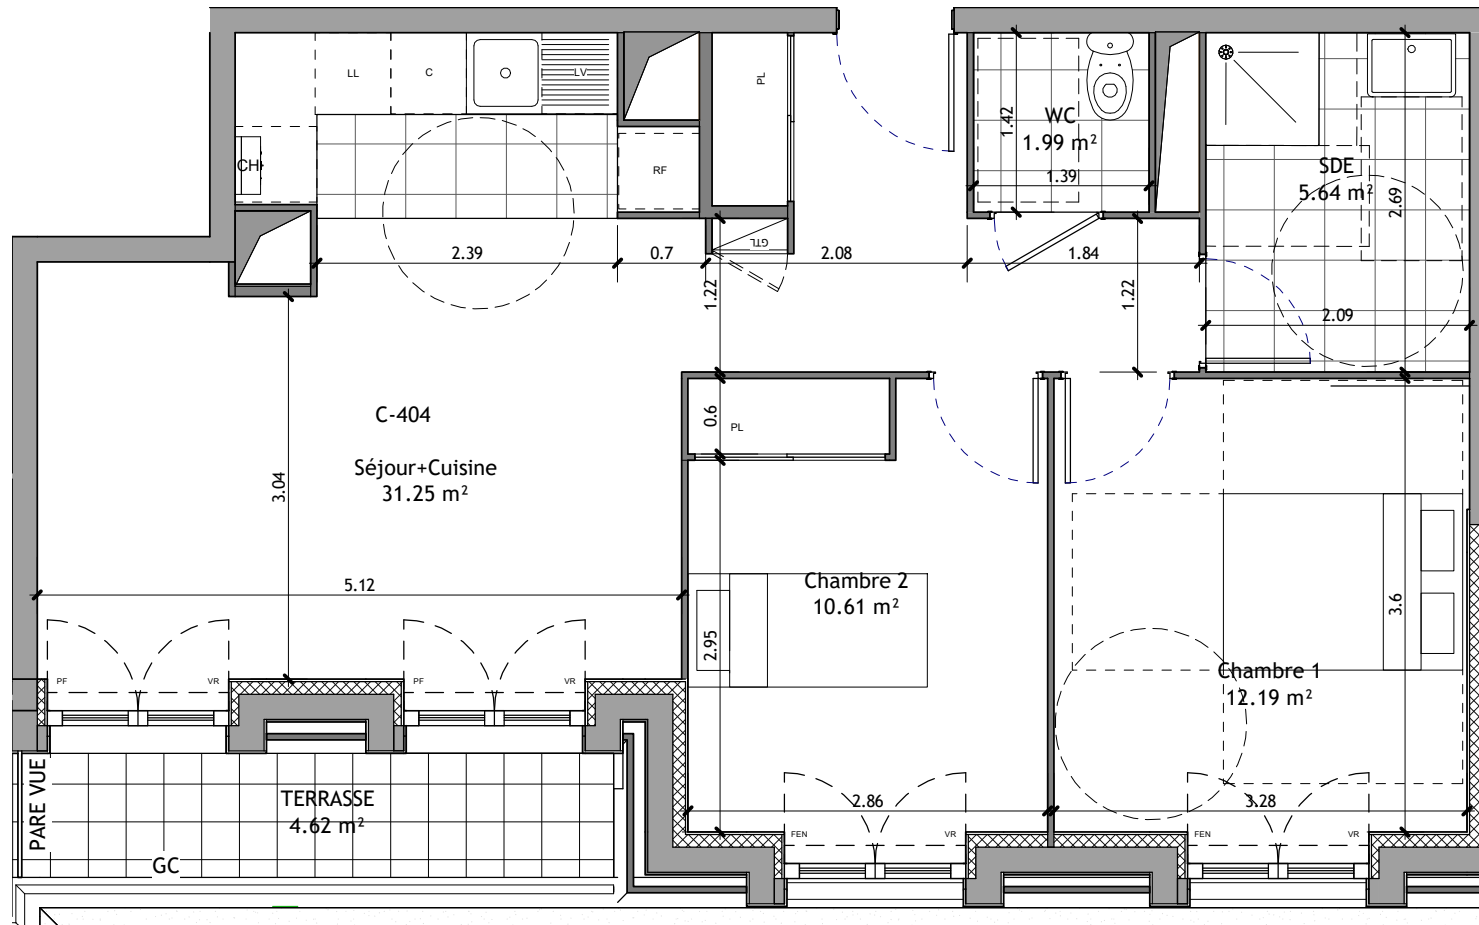 LL
C
LV
PL
CH
RF
WC
1.99 m²
1.42
1.39
SDE
5.64 m²
2.69
GTL
2.39
0.7
2.08
1.84
1.22
1.22
2.09
C-404
Séjour+Cuisine
31.25 m²
3.04
0.6
PL
5.12
Chambre 2
10.61 m²
2.95
3.6
Chambre 1
12.19 m²
PF
VR
PF
VR
PARE VUE
TERRASSE
4.62 m²
GC
2.86
3.28
FEN
VR
FEN
VR